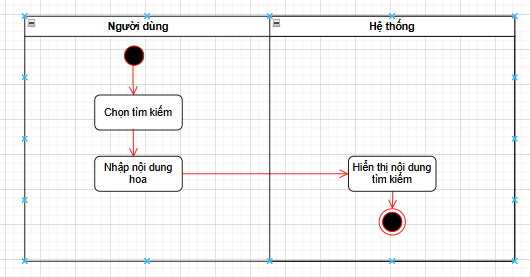 Người dùng
Hệ thống
Chọn tìm kiếm
Nhập nội dung
hoa
Hiển thị nội dung
tìm kiếm